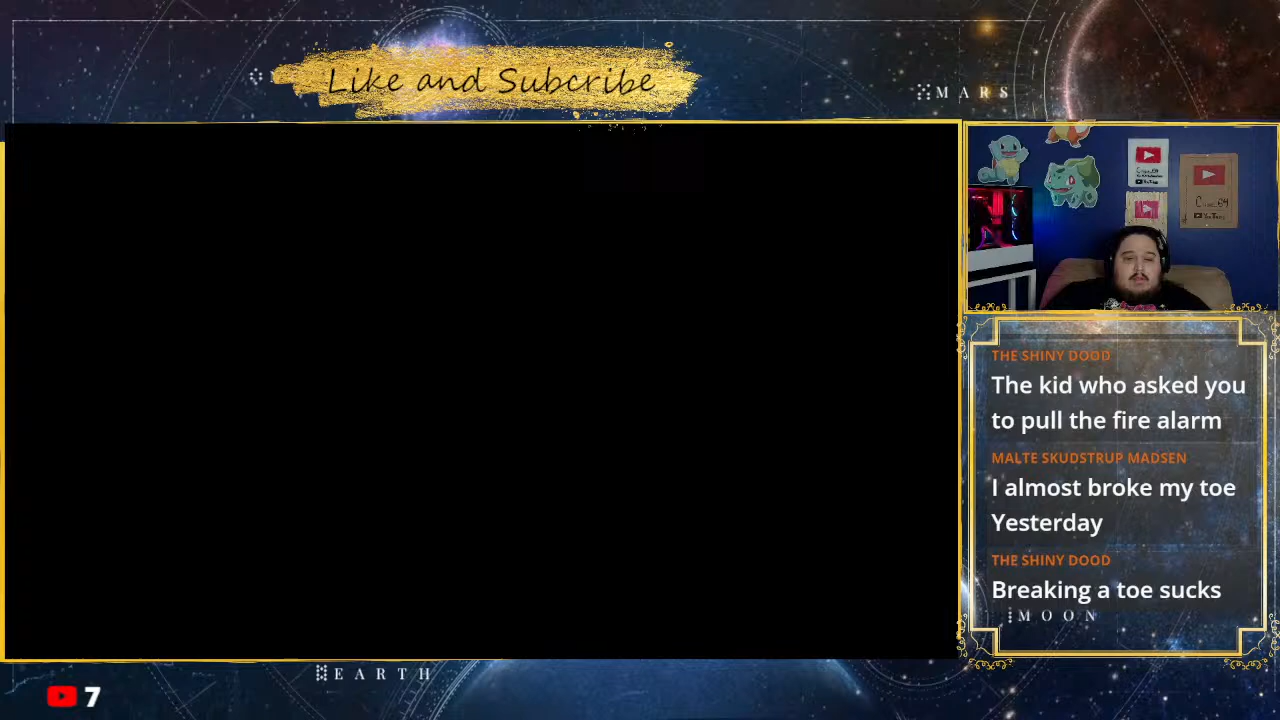 Like and Subcribe
MARS
THE SHINY DOOD
The kid who asked you
to pull the fire alarm
MALTE SKUDSTRUP MADSEN
I almost broke my toe
Yesterday
THE SHINY DOOD
Breaking a toe sucks
MOON
EARTH
7